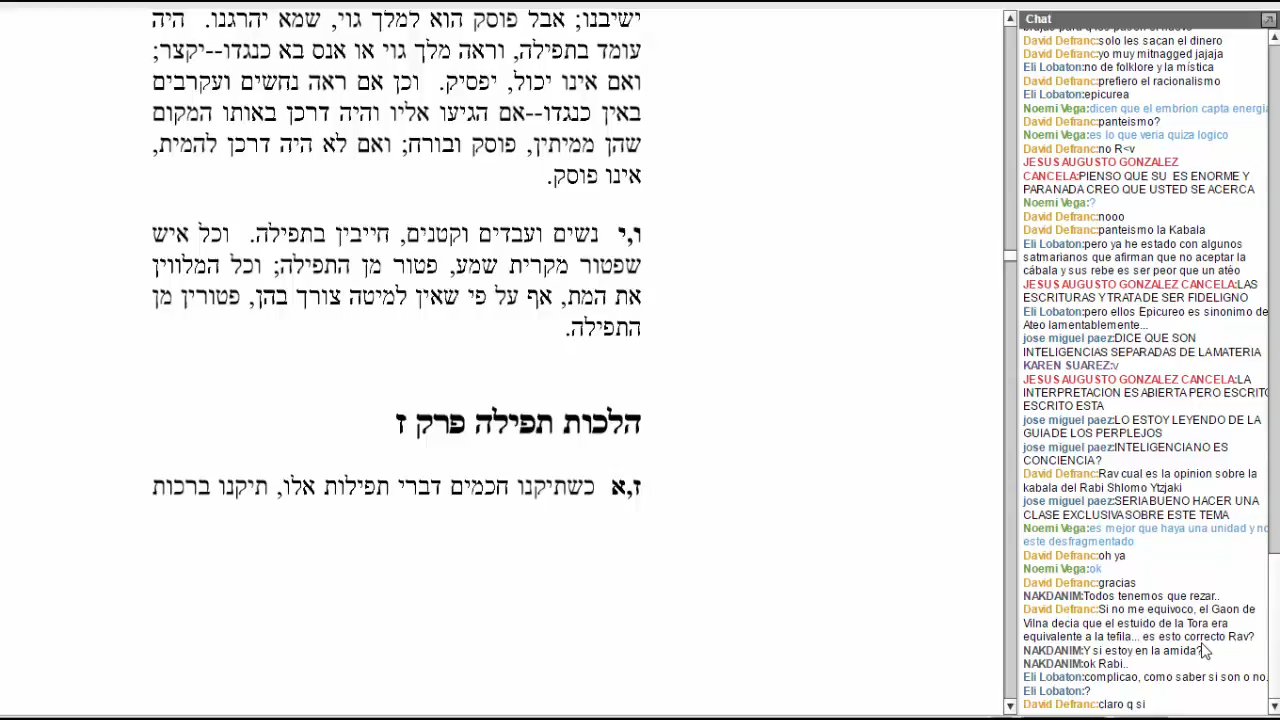 ישיבנו; אבל פוסק הוא למלך גוי, שמא יהרגנו. היה
עומד בתפילה, וראה מלך גוי או אנס בא כנגדו--יקצר;
ואם אינו יכול, יפסיק. וכן אם ראה נחשים ועקרבים
באין כנגדו--אם הגיעו אליו והיה דרכן באותו המקום
שהן ממיתין, פוסק ובורח; ואם לא היה דרכן להמית,
אינו פוסק.
ו,י נשים ועבדים וקטנים, חייבין בתפילה. וכל איש
שפטור מקרית שמע, פטור מן התפילה; וכל המלווין
את המת, אף על פי שאין למיטה צורך בהן, פטורין מן
התפילה.
הלכות תפילה פרק ז
ז,א כשתיקנו חכמים דברי תפילות אלו, תיקנו ברכות
Chat
David Defranc:solo les sacan el dinero
David Defranc:yo muy mitnagged jajaja
Eli Lobaton:no de folklore y la mística
David Defranc:prefiero el racionalismo
Eli Lobaton:epicurea
Noemi Vega:dicen que el embrion capta energia
David Defranc:panteismo?
Noemi Vega:es lo que veria quiza logico
David Defranc:no R<v
JESUS AUGUSTO GONZALEZ
CANCELA:PIENSO QUE SU ES ENORME Y
PARA NADA CREO QUE USTED SE ACERCA
Noemi Vega:?
David Defranc:nooo
David Defranc:panteismo la Kabala
Eli Lobaton:pero ya he estado con algunos
satmarianos que afirman que no aceptar la
cábala y sus rebe es ser peor que un atéo
JESUS AUGUSTO GONZALEZ CANCELA:LAS
ESCRITURAS Y TRATA DE SER FIDELIGNO
Eli Lobaton:pero ellos Epicureo es sinonimo de
Ateo lamentablemente...
jose miguel paez:DICE QUE SON
INTELIGENCIAS SEPARADAS DE LA MATERIA
KAREN SUAREZ:v
JESUS AUGUSTO GONZALEZ CANCELA:LA
INTERPRETACION ES ABIERTA PERO ESCRITO
ESCRITO ESTA
jose miguel paez:LO ESTOY LEYENDO DE LA
GUIA DE LOS PERPLEJOS
jose miguel paez:INTELIGENCIA NO ES
CONCIENCIA?
David Defranc:Rav cual es la opinion sobre la
kabala del Rabi Shlomo Ytzjaki
jose miguel paez:SERIA BUENO HACER UNA
CLASE EXCLUSIVA SOBRE ESTE TEMA
Noemi Vega:es mejor que haya una unidad y no
este desfragmentado
David Defranc:oh ya
Noemi Vega:ok
David Defranc:gracias
NAKDANIM:Todos tenemos que rezar..
David Defranc:Si no me equivoco, el Gaon de
Vilna decia que el estuido de la Tora era
equivalente a la tefila... es esto correcto Rav?
NAKDANIM:Y si estoy en la amida?
NAKDANIM:ok Rabi..
Eli Lobaton:complicao, como saber si son o no.
Eli Lobaton:?
David Defranc:claro q si